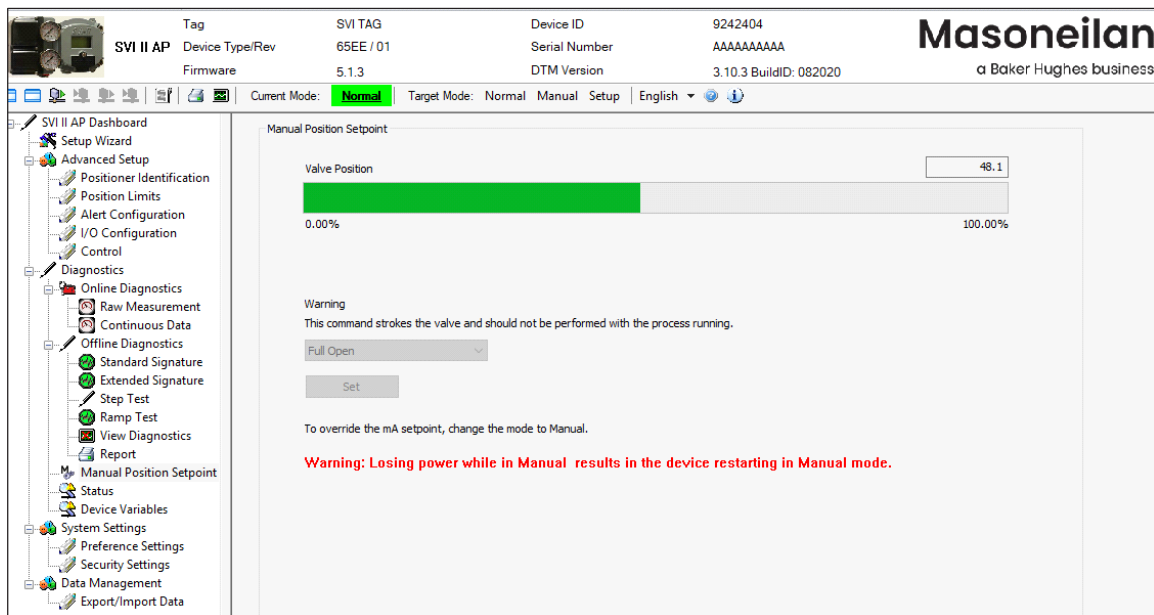 SVI II AP
Tag SVI TAG Device ID 9242404
Device Type/Rev 65EE / 01 Serial Number AAAAAAAAAA
Firmware 5.1.3 DTM Version 3.10.3 BuildID: 082020
Masoneilan
a Baker Hughes business
Current Mode: Normal Target Mode: Normal Manual Setup English
SVI II AP Dashboard
Setup Wizard
Advanced Setup
Positioner Identification
Position Limits
Alert Configuration
I/O Configuration
Control
Diagnostics
Online Diagnostics
Raw Measurement
Continuous Data
Offline Diagnostics
Standard Signature
Extended Signature
Step Test
Ramp Test
View Diagnostics
Report
Manual Position Setpoint
Status
Device Variables
System Settings
Preference Settings
Security Settings
Data Management
Export/Import Data
Manual Position Setpoint
Valve Position 48.1
0.00% 100.00%
Warning
This command strokes the valve and should not be performed with the process running.
Full Open
Set
To override the mA setpoint, change the mode to Manual.
Warning: Losing power while in Manual results in the device restarting in Manual mode.